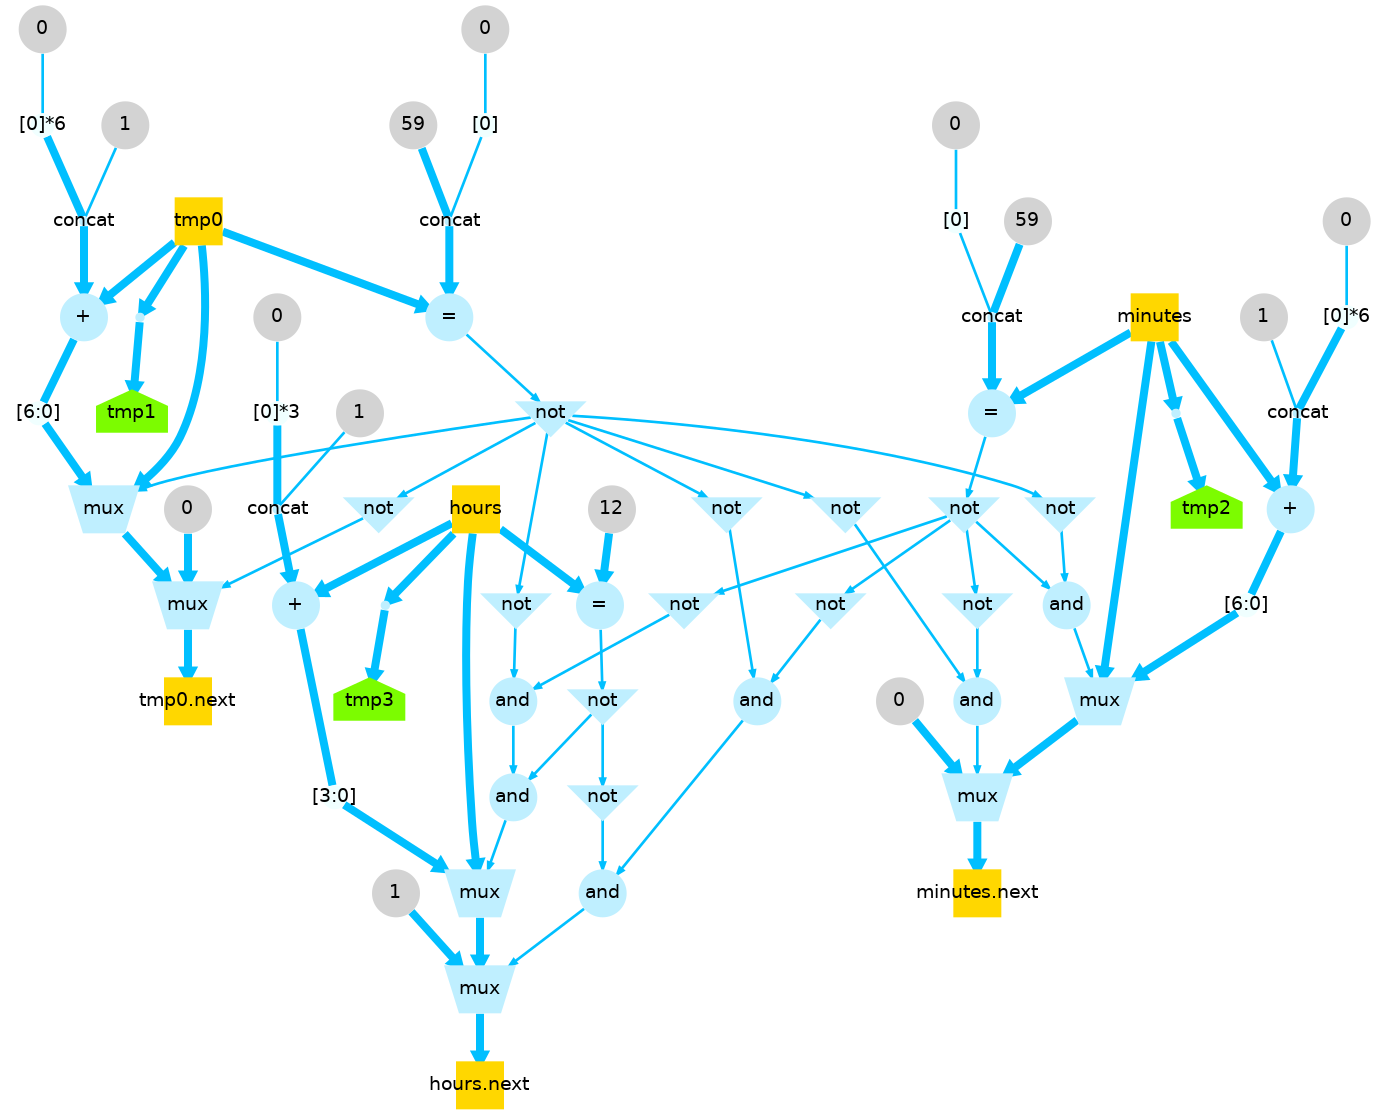 0 0
[0]*6 1 59 [0] 0
concat tmp0 concat [0] 59 0
+ 0 = concat minutes 1 [0]*6
[6:0] tmp1 [0]*3 1 not = concat
mux 0 concat not hours 12 not not not not tmp2 +
mux + not = not not not and [6:0]
tmp0.next tmp3 and not and 0 and mux
[3:0] and not mux
1 mux and minutes.next
mux
hours.next